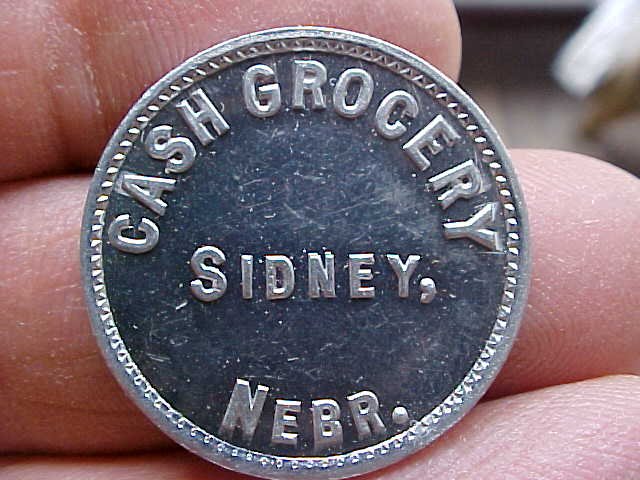 CASH GROCERY
SIDNEY,
NEBR.